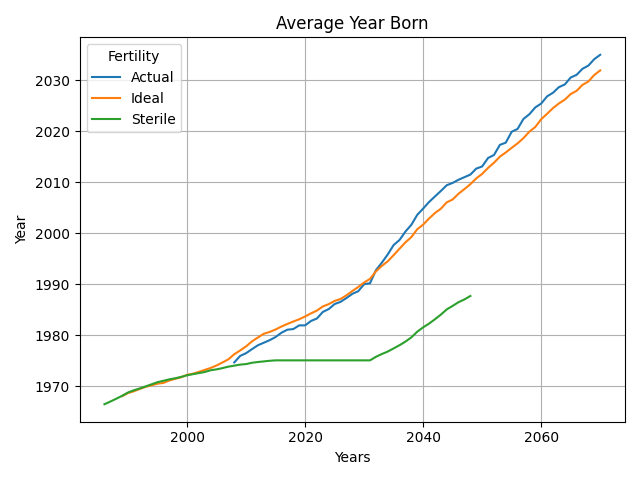 Average Year Born
Fertility
Actual
Ideal
Sterile
Year
2030
2020
2010
2000
1990
1980
1970
2000 2020 2040 2060
Years